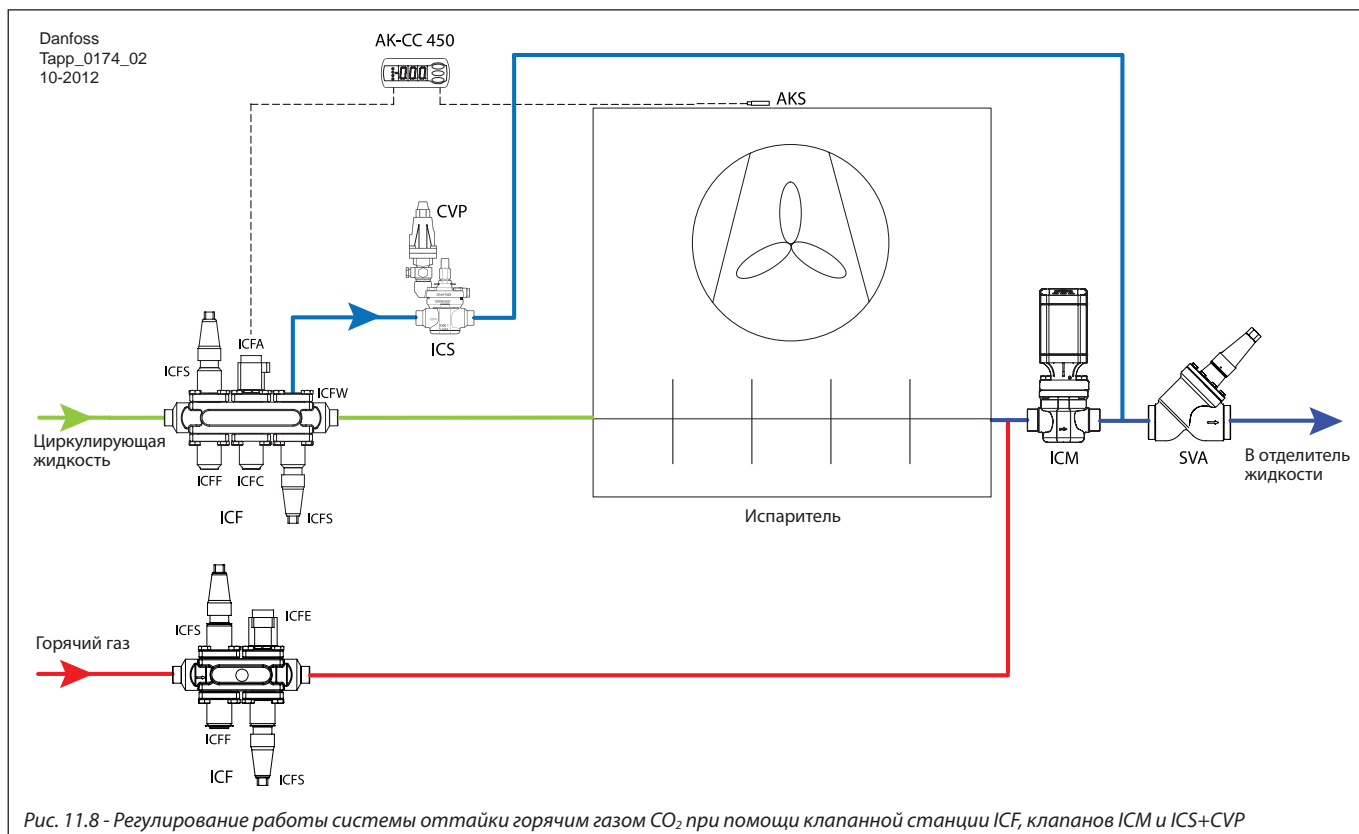 Danfoss
Tapp_0174_02
10-2012
AK-CC 450
AKS
CVP
ICS
ICFS
ICFA
ICFW
Циркулирующая
жидкость
ICFF
ICFC
ICFS
ICF
Испаритель
ICM
SVA
В отделитель
жидкости
Горячий газ
ICFS
ICFE
ICFF
ICFS
ICF
Рис. 11.8 - Регулирование работы системы оттайки горячим газом CO₂ при помощи клапанной станции ICF, клапанов ICM и ICS+CVP